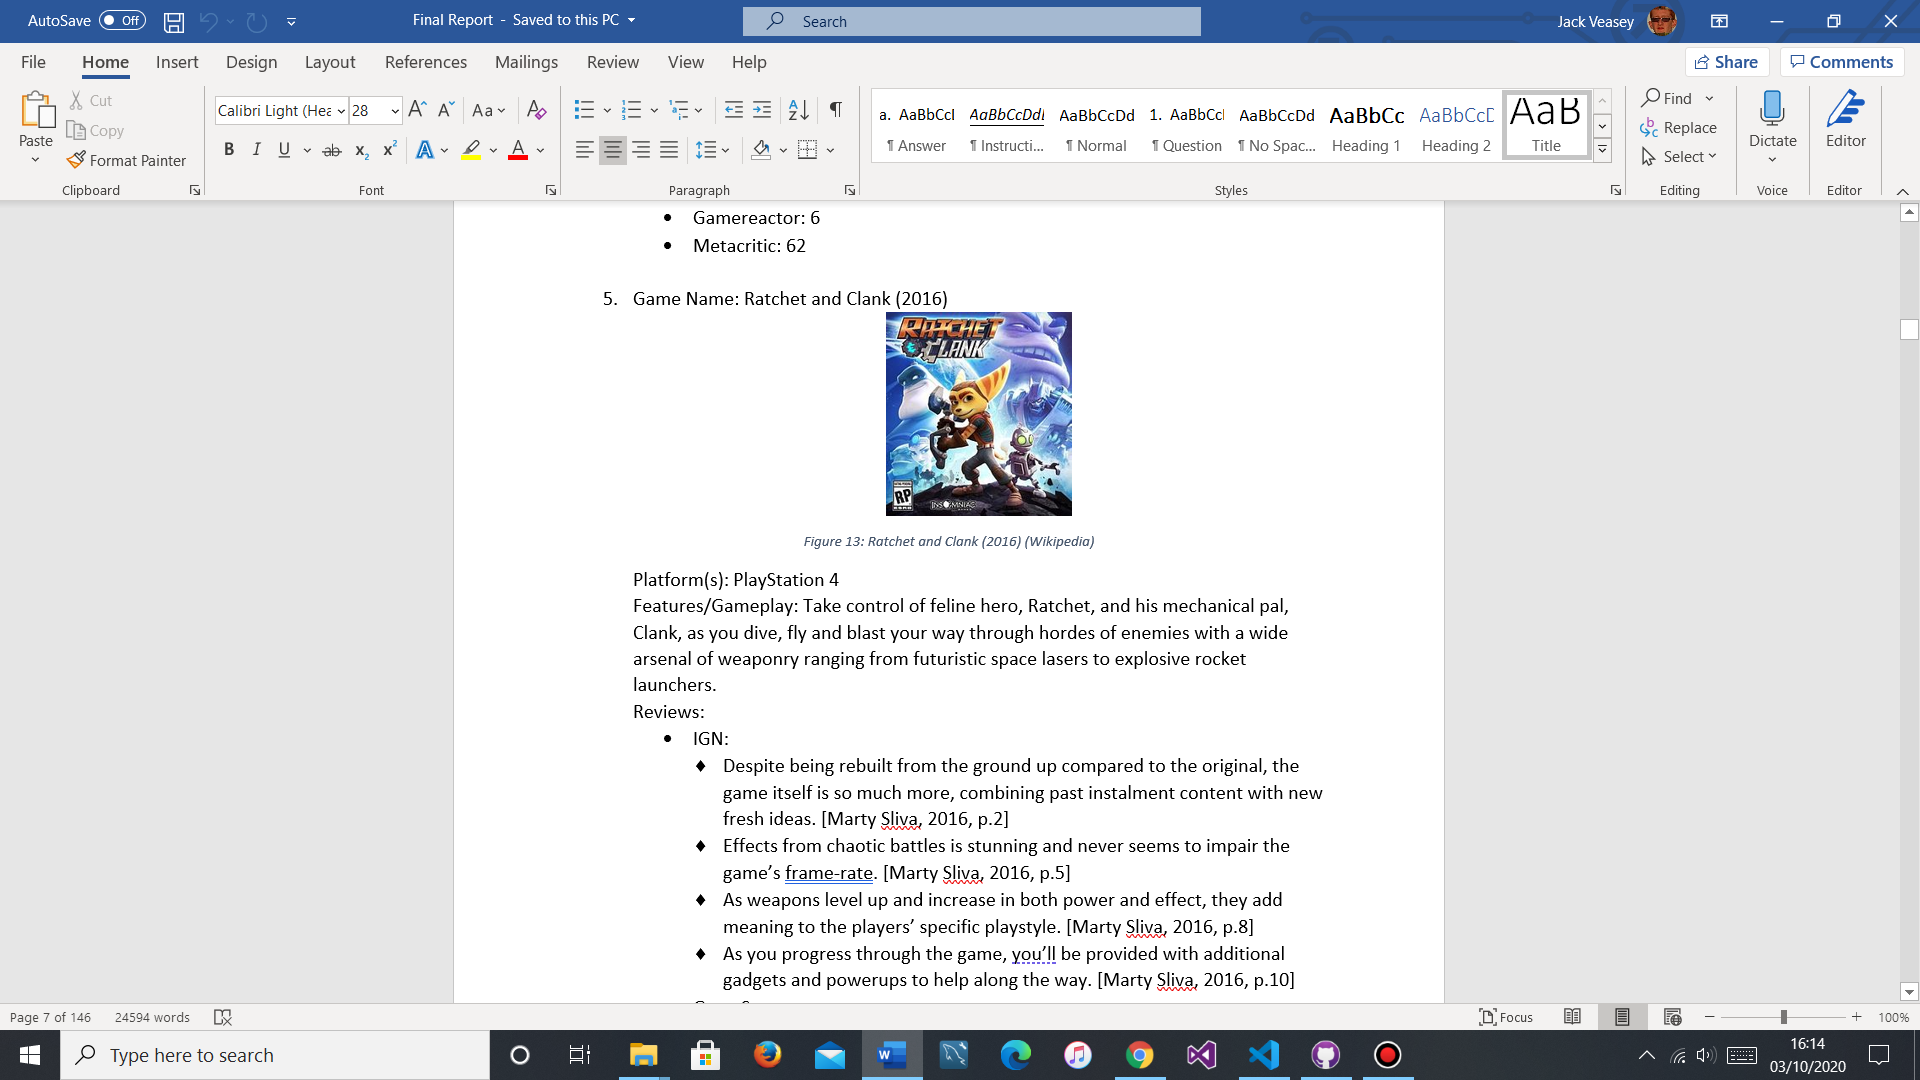 AutoSave Off Final Report - Saved to this PC Search Jack Veasey
File Home Insert Design Layout References Mailings Review View Help Share Comments
Paste Cut Copy Format Painter Clipboard
Calibri Light (Hea 28 Aa
B I U ab x2 x2 A A
Font
Paragraph
a. AaBbCcI AaBbCcDdI AaBbCcDd 1. AaBbCcI AaBbCcDd AaBbCc AaBbCcD AaB
¶ Answer ¶ Instructi... ¶ Normal ¶ Question ¶ No Spac... Heading 1 Heading 2 Title
Styles
Find
Replace
Select
Editing
Dictate
Voice
Editor
Editor
• Gamereactor: 6
• Metacritic: 62
5. Game Name: Ratchet and Clank (2016)
RATCHET
CLANK
RP
INSOMNIAC
Figure 13: Ratchet and Clank (2016) (Wikipedia)
Platform(s): PlayStation 4
Features/Gameplay: Take control of feline hero, Ratchet, and his mechanical pal,
Clank, as you dive, fly and blast your way through hordes of enemies with a wide
arsenal of weaponry ranging from futuristic space lasers to explosive rocket
launchers.
Reviews:
• IGN:
♦ Despite being rebuilt from the ground up compared to the original, the
game itself is so much more, combining past instalment content with new
fresh ideas. [Marty Sliva, 2016, p.2]
♦ Effects from chaotic battles is stunning and never seems to impair the
game’s frame-rate. [Marty Sliva, 2016, p.5]
♦ As weapons level up and increase in both power and effect, they add
meaning to the players’ specific playstyle. [Marty Sliva, 2016, p.8]
♦ As you progress through the game, you’ll be provided with additional
gadgets and powerups to help along the way. [Marty Sliva, 2016, p.10]
Page 7 of 146 24594 words Focus 100%
Type here to search
16:14
03/10/2020